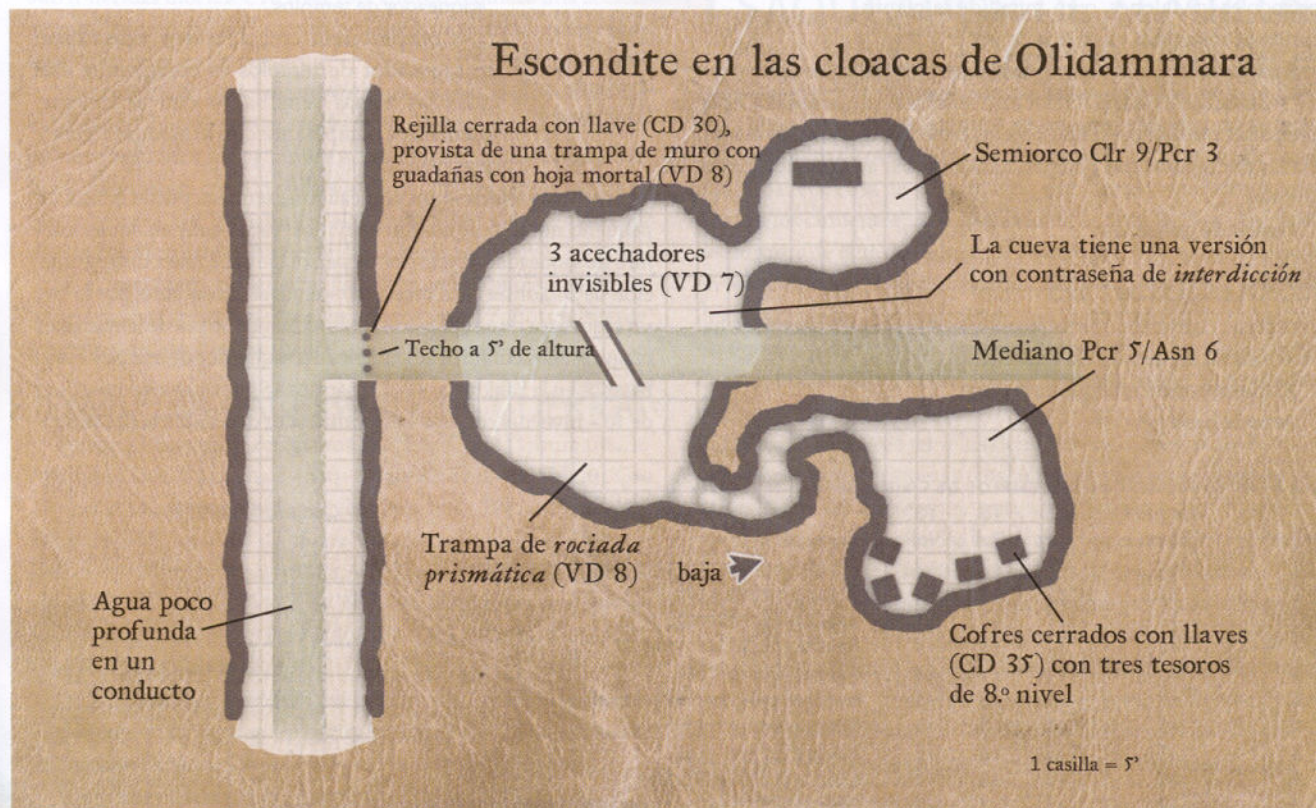 Escondite en las cloacas de Olidammara
Rejilla cerrada con llave (CD 30),
provista de una trampa de muro con
guadañas con hoja mortal (VD 8)
Semiorco Clr 9/Pcr 3
3 acechadores
invisibles (VD 7)
La cueva tiene una versión
con contraseña de interdicción
Techo a 5' de altura
Mediano Pcr 5/Asn 6
Trampa de rociada
prismática (VD 8)
baja
Agua poco
profunda
en un
conducto
Cofres cerrados con llaves
(CD 35) con tres tesoros
de 8.º nivel
1 casilla = 5'